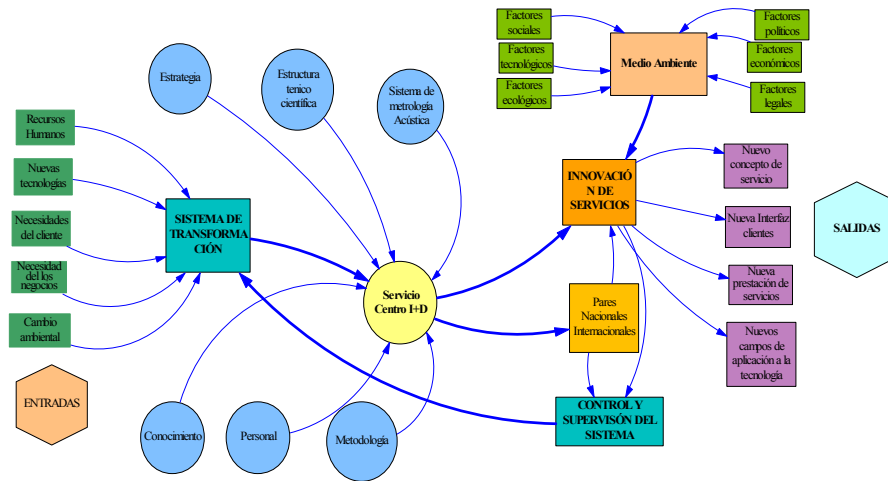 Factores
sociales
Factores
tecnológicos
Factores
ecológicos
Medio Ambiente
Factores
políticos
Factores
económicos
Factores
legales
Estrategia
Estructura
tenico
científica
Sistema de
metrología
Acústica
Recursos
Humanos
Nuevas
tecnologías
Necesidades
del cliente
Necesidad
del los
negocios
Cambio
ambiental
SISTEMA DE
TRANSFORMA
CIÓN
Servicio
Centro I+D
INNOVACIÓ
N DE
SERVICIOS
Nuevo
concepto de
servicio
Nueva Interfaz
clientes
Nueva
prestación de
servicios
Nuevos
campos de
aplicación a la
tecnología
SALIDAS
Pares
Nacionales
Internacionales
CONTROL Y
SUPERVISÓN DEL
SISTEMA
ENTRADAS
Conocimiento
Personal
Metodología